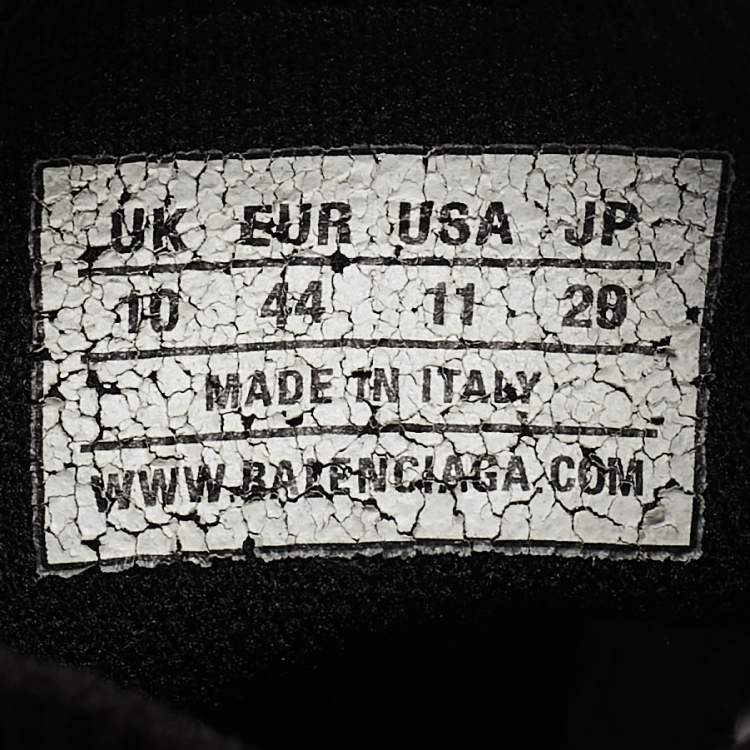 UK EUR USA JP
10 44 11 29
MADE IN ITALY
WWW.BALENCIAGA.COM